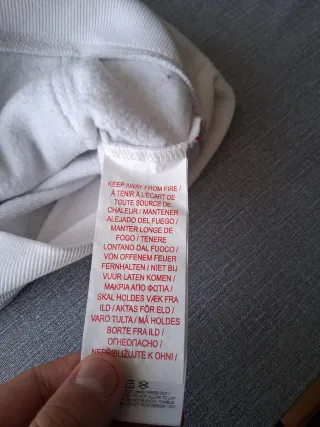 KEEP AWAY FROM FIRE /
À TENIR À L'ÉCART DE
TOUTE SOURCE DE
CHALEUR / MANTENER
ALEJADO DEL FUEGO /
MANTER LONGE DE
FOGO / TENERE
LONTANO DAL FUOCO /
VON OFFENEM FEUER
FERNHALTEN / NIET BIJ
VUUR LATEN KOMEN /
ΜΑΚΡΙΑ ΑΠΟ ΦΩΤΙΑ /
SKAL HOLDES VÆK FRA
ILD / AKTAS FÖR ELD /
VARO TULTA / MÅ HOLDES
BORTE FRA ILD /
ОГНЕОПАСНО /
NEPŘIBLIŽUJTE K OHNI /